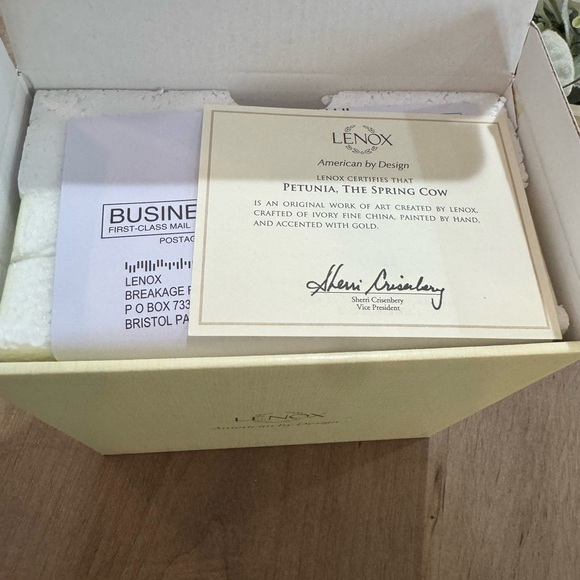 LENOX
American by Design
LENOX CERTIFIES THAT
PETUNIA, THE SPRING COW
IS AN ORIGINAL WORK OF ART CREATED BY LENOX,
CRAFTED OF IVORY FINE CHINA, PAINTED BY HAND,
AND ACCENTED WITH GOLD.
Sherri Crisenbery
Sherri Crisenbery
Vice President
BUSINE
FIRST-CLASS MAIL
POSTAG
LENOX
BREAKAGE
P O BOX 733
BRISTOL PA
LENOX
American by Design